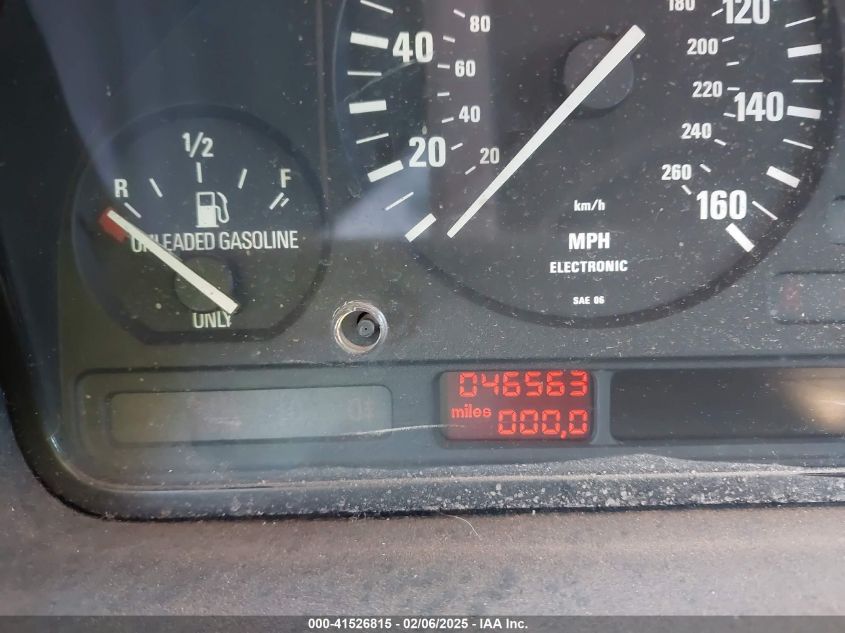 180
120
80
40
200
60
220
140
40
240
20
20
260
160
1/2
R
F
UNLEADED GASOLINE
ONLY
km/h
MPH
ELECTRONIC
SAE 06
046563
miles 000,0
000-41526815 - 02/06/2025 - IAA Inc.